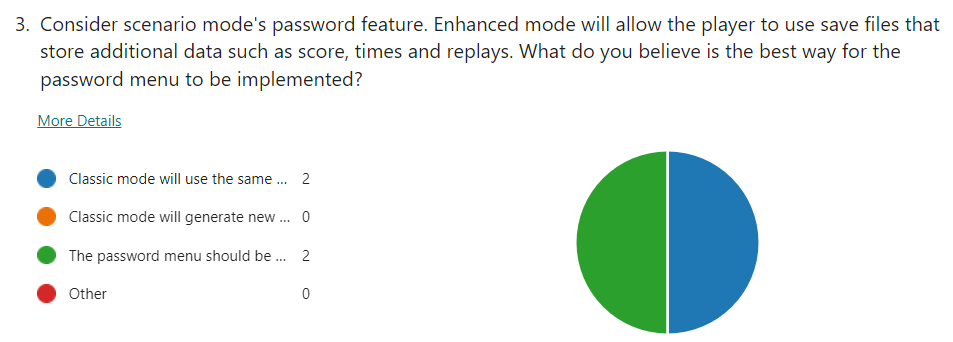 3. Consider scenario mode's password feature. Enhanced mode will allow the player to use save files that
store additional data such as score, times and replays. What do you believe is the best way for the
password menu to be implemented?
More Details
Classic mode will use the same ... 2
Classic mode will generate new ... 0
The password menu should be ... 2
Other 0